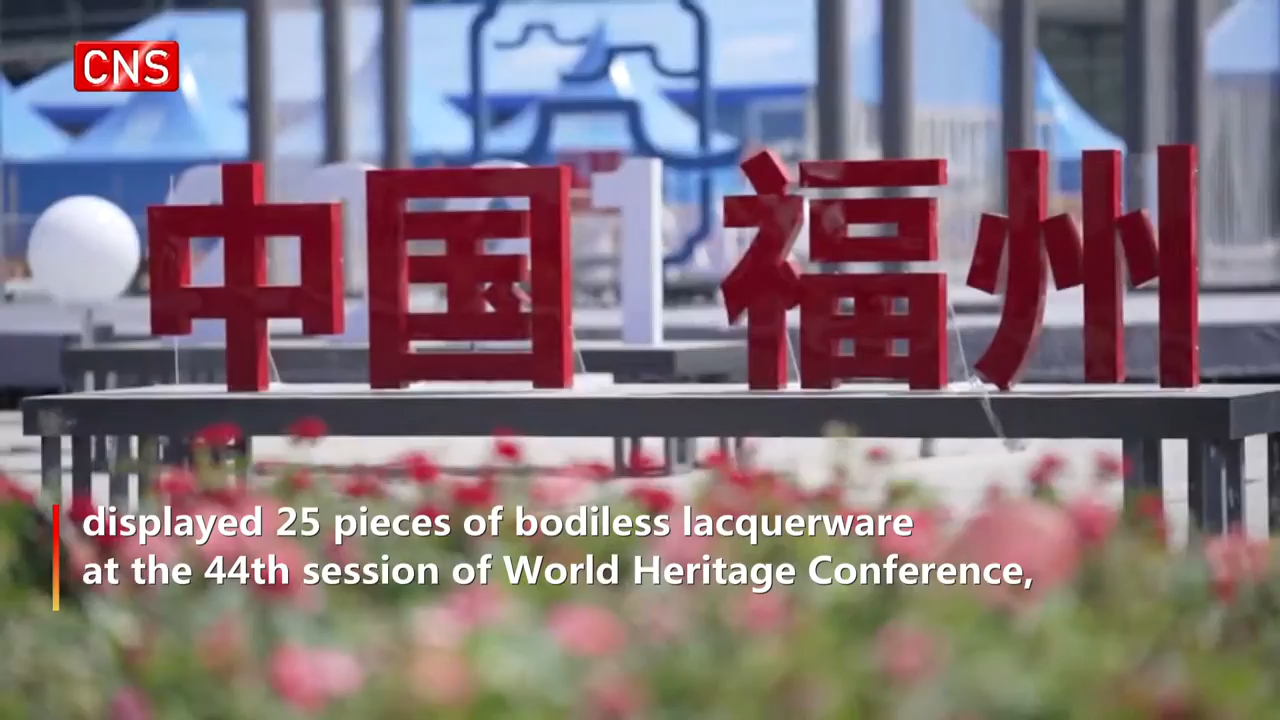 CNS
中国 福州
displayed 25 pieces of bodiless lacquerware
at the 44th session of World Heritage Conference,